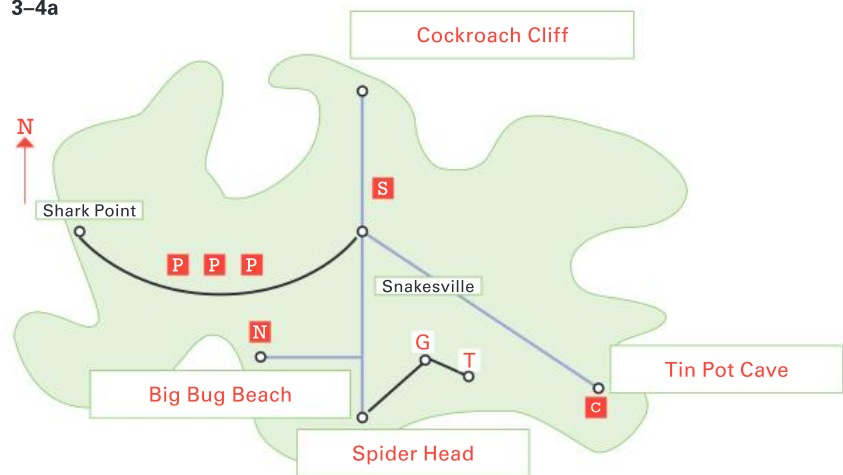 3–4a
Cockroach Cliff
N
S
Shark Point
P P P
Snakesville
N
G
T
Tin Pot Cave
Big Bug Beach
C
Spider Head